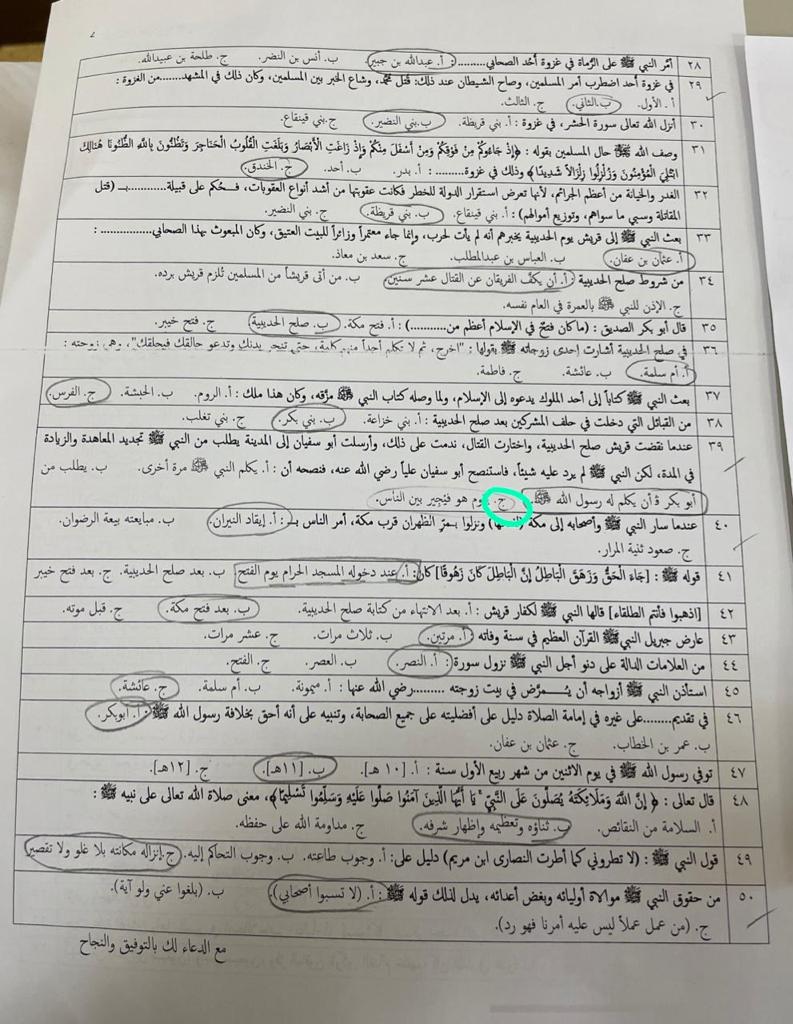 ٢٨ أمّر النبي ﷺ على الرُّماة في غزوة أُحُد الصحابي.......... : أ. عبدالله بن جبير. ب. أنس بن النضر. ج. طلحة بن عبيدالله.
٢٩ في غزوة أحد اضطرب أمر المسلمين، وصاح الشيطان عند ذلك: قُتل محمّد، وشاع الخبر بين المسلمين، وكان ذلك في المشهد.......من الغزوة :
أ. الأول. ب. الثاني. ج. الثالث.
٣٠ أنزل الله تعالى سورة الحشر، في غزوة : أ. بني قريظة. ب. بني النضير. ج. بني قينقاع.
٣١ وصف الله حال المسلمين بقوله : ﴿إِذْ جَاءُوكُمْ مِنْ فَوْقِكُمْ وَمِنْ أَسْفَلَ مِنْكُمْ وَإِذْ زَاغَتِ الْأَبْصَارُ وَبَلَغَتِ الْقُلُوبُ الْحَنَاجِرَ وَتَظُنُّونَ بِاللَّهِ الظُّنُونَا هُنَالِكَ
ابْتُلِيَ الْمُؤْمِنُونَ وَزُلْزِلُوا زِلْزَالًا شَدِيدًا﴾ وذلك في غزوة......... : أ. بدر. ب. أحد. ج. الخندق.
٣٢ الغدر والخيانة من أعظم الجرائم، لأنها تعرض استقرار الدولة للخطر فكانت عقوبتها من أشد أنواع العقوبات، فحُكم على قبيلة............بـ (قتل
المقاتلة وسبي ما سواهم، وتوزيع أموالهم) : أ. بني قينقاع. ب. بني قريظة. ج. بني النضير.
٣٣ بعث النبي ﷺ إلى قريش يوم الحديبية يخبرهم أنه لم يأت لحرب، وإنما جاء معتمراً وزائراً للبيت العتيق، وكان المبعوث بهذا الصحابي................ :
أ. عثمان بن عفان. ب. العباس بن عبدالمطلب. ج. سعد بن معاذ.
٣٤ من شروط صلح الحديبية : أ. أن يكفّ الفريقان عن القتال عشر سنين. ب. من أتى قريشاً من المسلمين تُلزم قريش برده.
ج. الإذن للنبي ﷺ بالعمرة في العام نفسه.
٣٥ قال أبو بكر الصديق : (ما كان فتحٌ في الإسلام أعظم من...........) : أ. فتح مكة. ب. صلح الحديبية. ج. فتح خيبر.
٣٦ في صلح الحديبية أشارت إحدى زوجاته ﷺ بقولها : "اخرج، ثم لا تكلم أحداً منهم كلمة، حتى تنحر بدنك وتدعو حالقك فيحلقك"، وهي زوجته :
أ. أم سلمة. ب. عائشة. ج. فاطمة.
٣٧ بعث النبي ﷺ كتاباً إلى أحد الملوك يدعوه إلى الإسلام، ولما وصله كتاب النبي ﷺ مزّقه، وكان هذا ملك : أ. الروم. ب. الحبشة. ج. الفرس.
٣٨ من القبائل التي دخلت في حلف المشركين بعد صلح الحديبية : أ. بني خزاعة. ب. بني بكر. ج. بني تغلب.
٣٩ عندما نقضت قريش صلح الحديبية، واختارت القتال، ندمت على ذلك، وأرسلت أبو سفيان إلى المدينة يطلب من النبي ﷺ تجديد المعاهدة والزيادة
في المدة، لكن النبي ﷺ لم يرد عليه شيئاً، فاستنصح أبو سفيان علياً رضي الله عنه، فنصحه أن : أ. يكلم النبي ﷺ مرة أخرى. ب. يطلب من
أبو بكر أن يكلم له رسول الله ﷺ. ج. يقوم هو فيُجير بين الناس.
٤٠ عندما سار النبي ﷺ وأصحابه إلى مكة ونزلوا بـمرّ الظهران قرب مكة، أمر الناس بـ : أ. إيقاد النيران. ب. مبايعته بيعة الرضوان.
ج. صعود ثنية المرار.
٤١ قوله ﷺ : [جَاءَ الْحَقُّ وَزَهَقَ الْبَاطِلُ إِنَّ الْبَاطِلَ كَانَ زَهُوقًا] كان : أ. عند دخوله المسجد الحرام يوم الفتح ب. بعد صلح الحديبية. ج. بعد فتح خيبر
٤٢ [اذهبوا فأنتم الطلقاء] قالها النبي ﷺ لكفار قريش : أ. بعد الانتهاء من كتابة صلح الحديبية. ب. بعد فتح مكة. ج. قبل موته.
٤٣ عارض جبريل النبي ﷺ القرآن العظيم في سنة وفاته : أ. مرتين. ب. ثلاث مرات. ج. عشر مرات.
٤٤ من العلامات الدالة على دنو أجل النبي ﷺ نزول سورة : أ. النصر. ب. العصر. ج. الفتح.
٤٥ استأذن النبي ﷺ أزواجه أن يُـمرَّض في بيت زوجته .........رضي الله عنها : أ. ميمونة. ب. أم سلمة. ج. عائشة.
٤٦ في تقديم........على غيره في إمامة الصلاة دليل على أفضليته على جميع الصحابة، وتنبيه على أنه أحق بخلافة رسول الله ﷺ : أ. أبوبكر.
ب. عمر بن الخطاب. ج. عثمان بن عفان.
٤٧ توفي رسول الله ﷺ في يوم الاثنين من شهر ربيع الأول سنة : أ. [١٠ هـ]. ب. [١١هـ]. ج. [١٢هـ].
٤٨ قال تعالى : ﴿ إِنَّ اللَّهَ وَمَلَائِكَتَهُ يُصَلُّونَ عَلَى النَّبِيِّ ۚ يَا أَيُّهَا الَّذِينَ آمَنُوا صَلُّوا عَلَيْهِ وَسَلِّمُوا تَسْلِيمًا﴾، معنى صلاة الله تعالى على نبيه ﷺ :
أ. السلامة من النقائص. ب. ثناؤه وتعظيمه وإظهار شرفه. ج. مداومة الله على حفظه.
٤٩ قول النبي ﷺ : (لا تطروني كما أطرت النصارى ابن مريم) دليل على: أ. وجوب طاعته. ب. وجوب التحاكم إليه. ج. إنزاله مكانته بلا غلو ولا تقصير
٥٠ من حقوق النبي ﷺ موالاة أوليائه وبغض أعدائه، يدل لذلك قوله ﷺ : أ. (لا تسبوا أصحابي). ب. (بلغوا عني ولو آية).
ج. (من عمل عملاً ليس عليه أمرنا فهو رد).
مع الدعاء لك بالتوفيق والنجاح